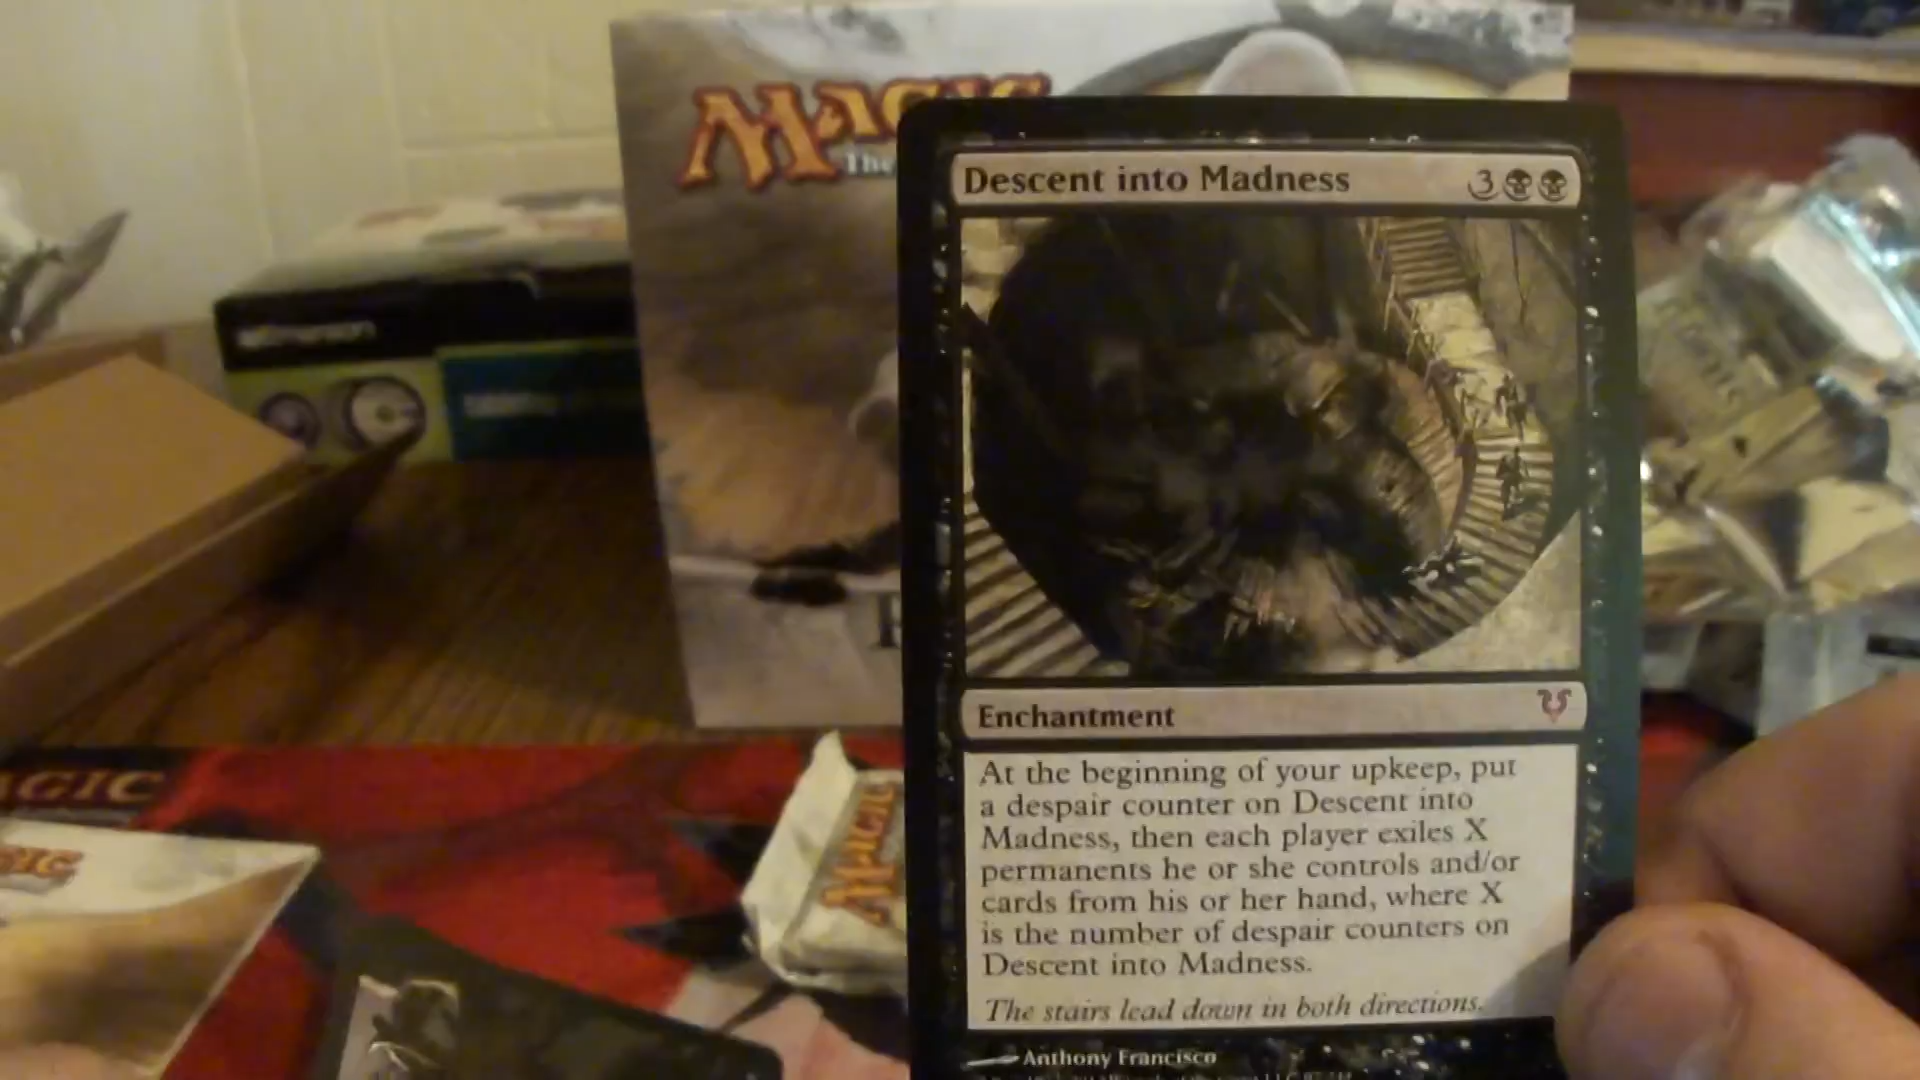 MAGIC
The
Descent into Madness 3
Enchantment
At the beginning of your upkeep, put
a despair counter on Descent into
Madness, then each player exiles X
permanents he or she controls and/or
cards from his or her hand, where X
is the number of despair counters on
Descent into Madness.
The stairs lead down in both directions.
Anthony Francisco
AGIC
MAGIC